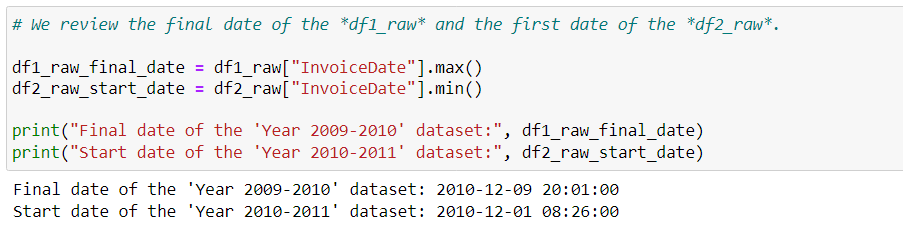 # We review the final date of the *df1_raw* and the first date of the *df2_raw*.
df1_raw_final_date = df1_raw["InvoiceDate"].max()
df2_raw_start_date = df2_raw["InvoiceDate"].min()
print("Final date of the 'Year 2009-2010' dataset:", df1_raw_final_date)
print("Start date of the 'Year 2010-2011' dataset:", df2_raw_start_date)
Final date of the 'Year 2009-2010' dataset: 2010-12-09 20:01:00
Start date of the 'Year 2010-2011' dataset: 2010-12-01 08:26:00